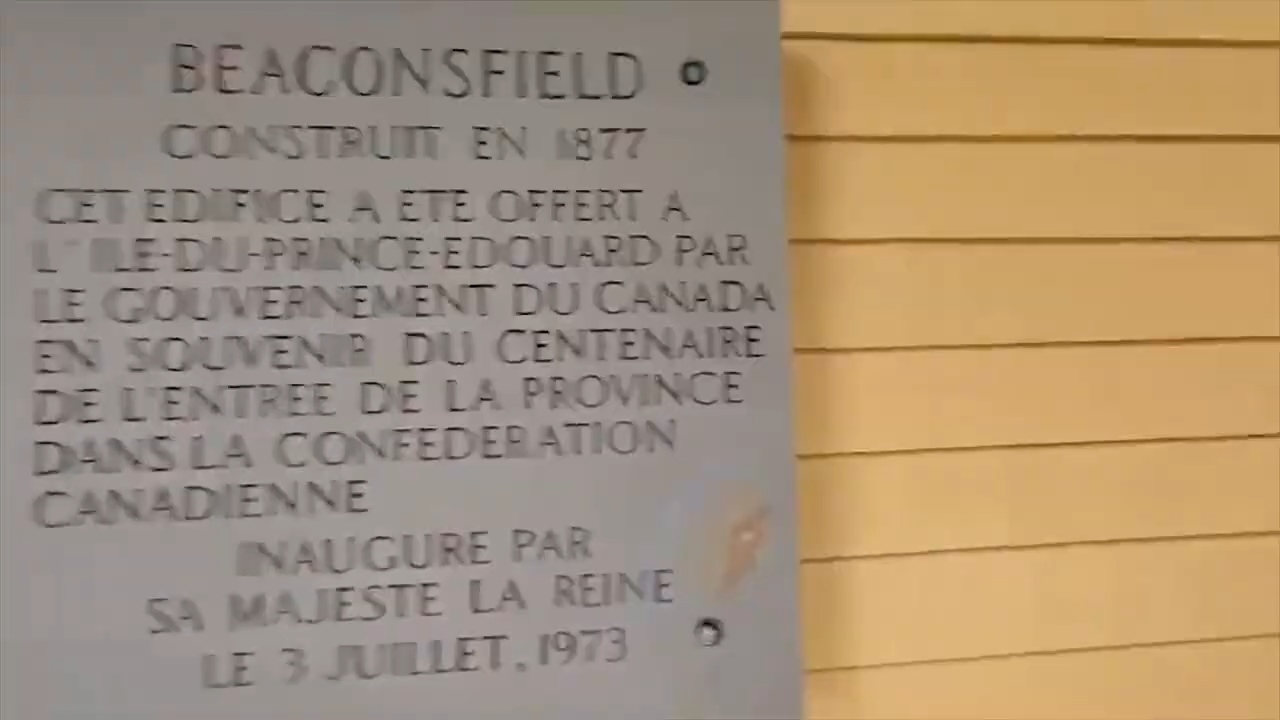 BEACONSFIELD
CONSTRUIT EN 1877
CET EDIFICE A ETE OFFERT A
L'ILE-DU-PRINCE-EDOUARD PAR
LE GOUVERNEMENT DU CANADA
EN SOUVENIR DU CENTENAIRE
DE L'ENTREE DE LA PROVINCE
DANS LA CONFEDERATION
CANADIENNE
INAUGURE PAR
SA MAJESTE LA REINE
LE 3 JUILLET, 1973